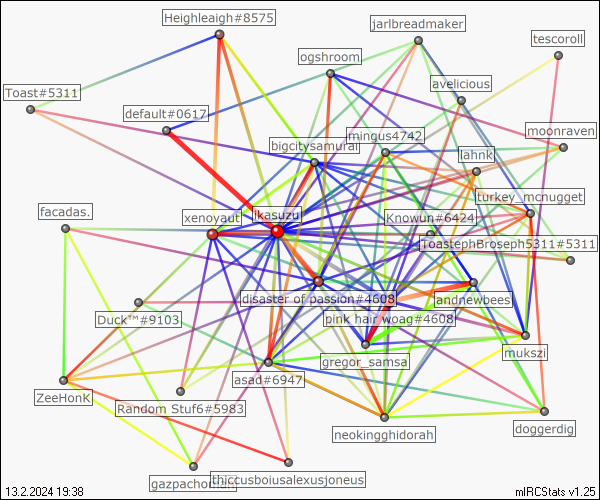 Heighleigh#8575
jarlbreadmaker
tescoroll
ogshroom
Toast#5311
avelicious
default#0617
mingus4742
moonraven
bigcitysamurai
lahnk
turkey_mcnugget
facadas.
xenoyaut
ikasuzu
Knowun#6424
ToastephBroseph5311#5311
disaster of passion#4608
andnewbees
Duck™#9103
pink hair woag#4608
mukszi
gregor_samsa
asad#6947
ZeeHonK
Random Stuf6#5983
doggerdig
neokingghidorah
thiccusboiusalexusjoneus
13.2.2024 19:38
mIRCStats v1.25